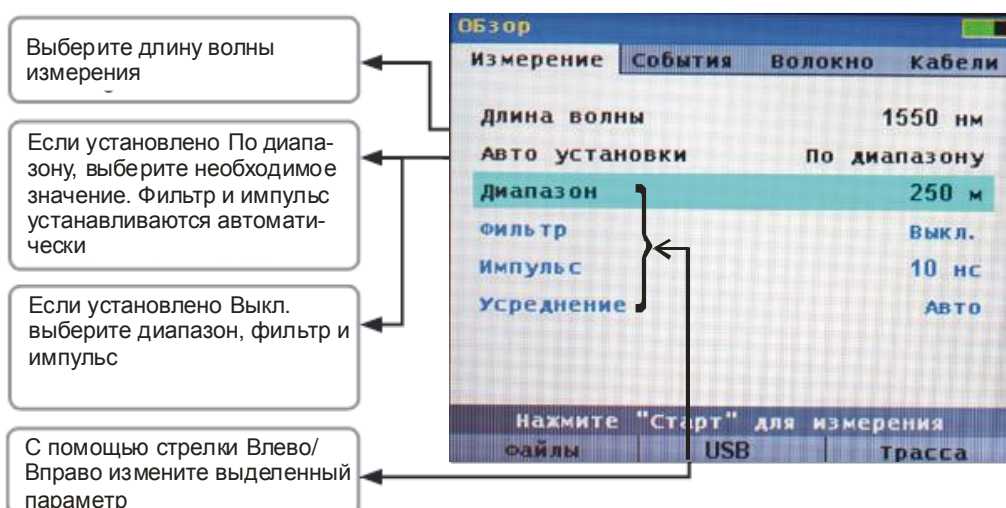 Выберите длину волны
измерения
Если установлено По диапа-
зону, выберите необходимое
значение. Фильтр и импульс
устанавливаются автомати-
чески
Если установлено Выкл.
выберите диапазон, фильтр и
импульс
С помощью стрелки Влево/
Вправо измените выделенный
параметр
Обзор
Измерение События Волокно Кабели
Длина волны 1550 нм
Авто установки По диапазону
Диапазон 250 м
Фильтр Выкл.
Импульс 10 нс
Усреднение Авто
Нажмите "Старт" для измерения
Файлы USB Трасса